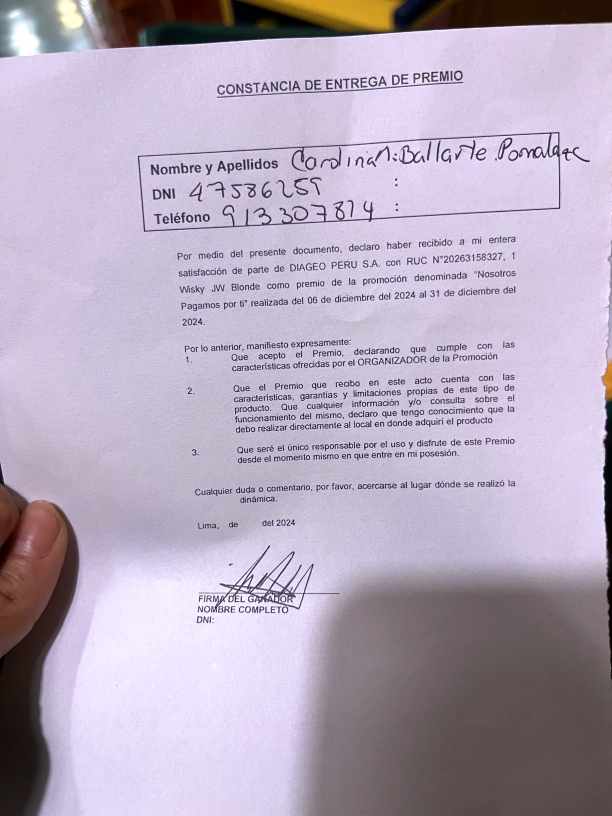 CONSTANCIA DE ENTREGA DE PREMIO
Nombre y Apellidos Ballarte
DNI 47586259 :
Teléfono 913307814 :
Por medio del presente documento, declaro haber recibido a mi entera
satisfacción de parte de DIAGEO PERU S.A. con RUC N°20263158327, 1
Wisky JW Blonde como premio de la promoción denominada "Nosotros
Pagamos por ti" realizada del 06 de diciembre del 2024 al 31 de diciembre del
2024.
Por lo anterior, manifiesto expresamente:
1. Que acepto el Premio, declarando que cumple con las
características ofrecidas por el ORGANIZADOR de la Promoción
2. Que el Premio que recibo en este acto cuenta con las
características, garantías y limitaciones propias de este tipo de
producto. Que cualquier información y/o consulta sobre el
funcionamiento del mismo, declaro que tengo conocimiento que la
debo realizar directamente al local en donde adquirí el producto
3. Que seré el único responsable por el uso y disfrute de este Premio
desde el momento mismo en que entre en mi posesión.
Cualquier duda o comentario, por favor, acercarse al lugar dónde se realizó la
dinámica.
Lima, de del 2024
FIRMA DEL GANADOR
NOMBRE COMPLETO
DNI: